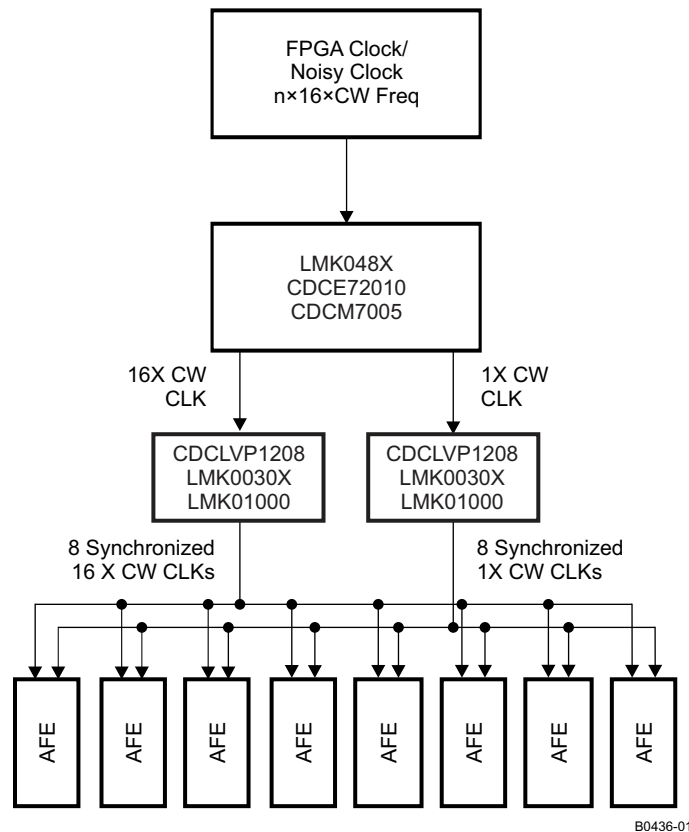 FPGA Clock/
Noisy Clock
n×16×CW Freq
LMK048X
CDCE72010
CDCM7005
16X CW
CLK
1X CW
CLK
CDCLVP1208
LMK0030X
LMK01000
CDCLVP1208
LMK0030X
LMK01000
8 Synchronized
16 X CW CLKs
8 Synchronized
1X CW CLKs
AFE
AFE
AFE
AFE
AFE
AFE
AFE
AFE
B0436-01